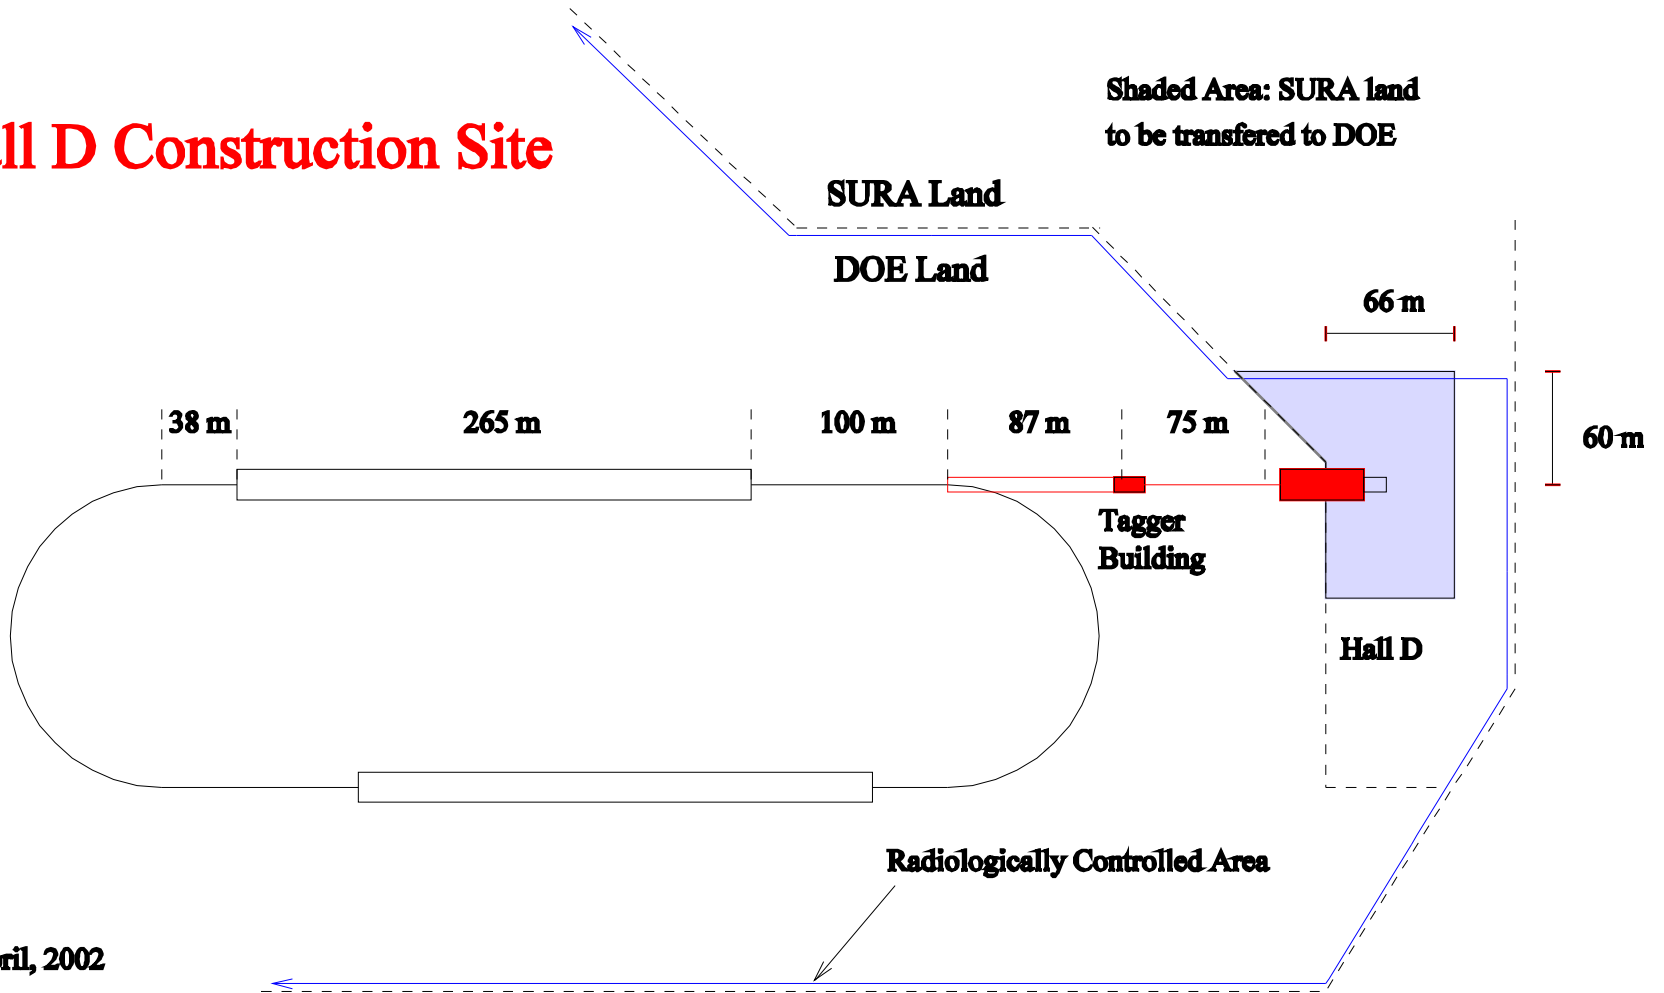 Shaded Area: SURA land
to be transfered to DOE
ll D Construction Site
SURA Land
DOE Land
66 m
38 m
265 m
100 m
87 m
75 m
60 m
Tagger
Building
Hall D
Radiologically Controlled Area
ril, 2002